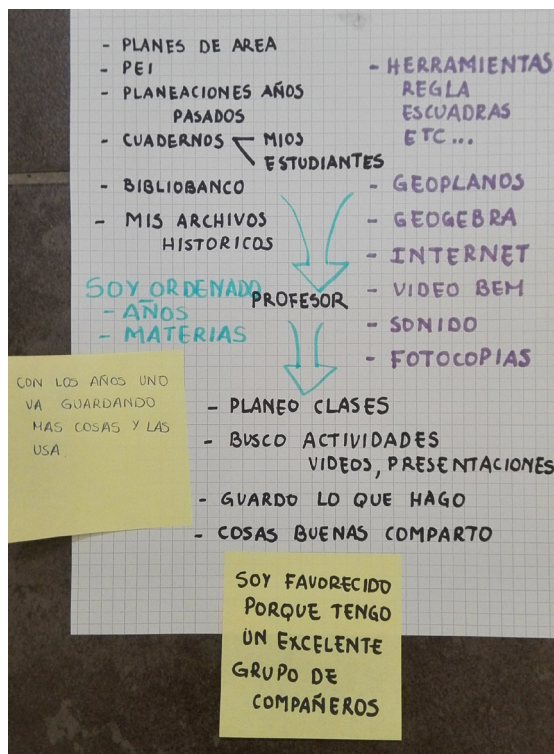 - PLANES DE AREA
- PEI
- PLANEACIONES AÑOS
PASADOS
- CUADERNOS MIOS
ESTUDIANTES
- BIBLIOBANCO
- MIS ARCHIVOS
HISTORICOS
- HERRAMIENTAS
REGLA
ESCUADRAS
ETC...
- GEOPLANOS
- GEOGEBRA
- INTERNET
- VIDEO BEM
- SONIDO
- FOTOCOPIAS
SOY ORDENADO
- AÑOS
- MATERIAS
PROFESOR
CON LOS AÑOS UNO
VA GUARDANDO
MAS COSAS Y LAS
USA.
- PLANEO CLASES
- BUSCO ACTIVIDADES
VIDEOS, PRESENTACIONES
- GUARDO LO QUE HAGO
- COSAS BUENAS COMPARTO
SOY FAVORECIDO
PORQUE TENGO
UN EXCELENTE
GRUPO DE
COMPAÑEROS